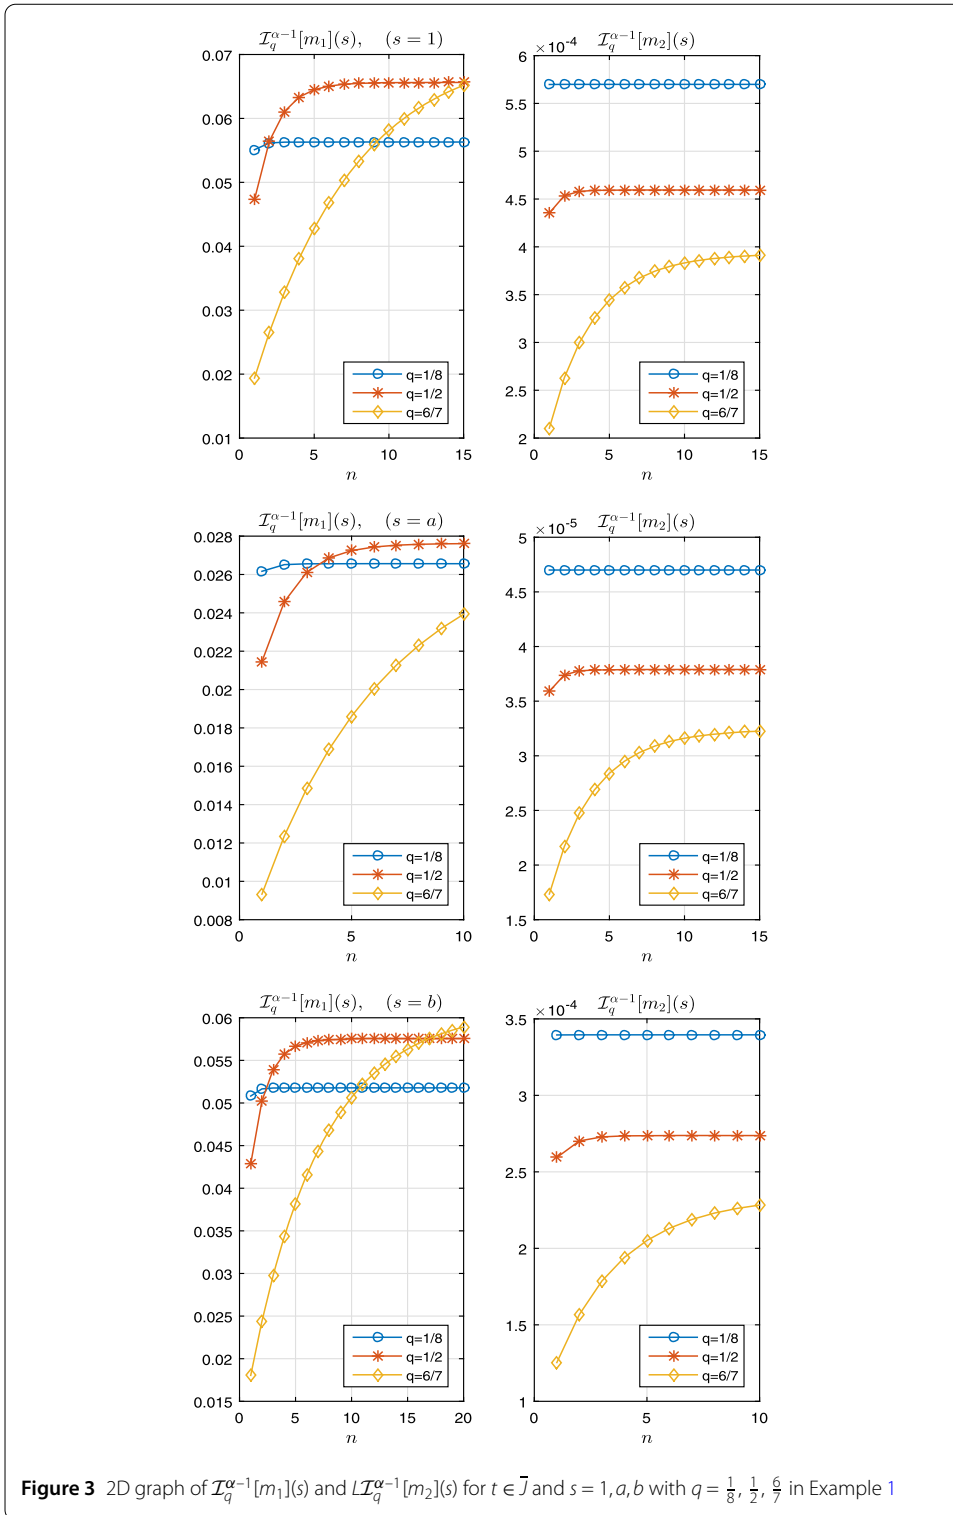 𝓘_q^{α−1}[m₁](s), (s = 1)
0.07
0.06
0.05
0.04
0.03
0.02
0.01
0 5 10 15
n
q=1/8
q=1/2
q=6/7
×10⁻⁴ 𝓘_q^{α−1}[m₂](s)
6
5.5
5
4.5
4
3.5
3
2.5
2
0 5 10 15
n
q=1/8
q=1/2
q=6/7
𝓘_q^{α−1}[m₁](s), (s = a)
0.028
0.026
0.024
0.022
0.02
0.018
0.016
0.014
0.012
0.01
0.008
0 5 10
n
q=1/8
q=1/2
q=6/7
×10⁻⁵ 𝓘_q^{α−1}[m₂](s)
5
4.5
4
3.5
3
2.5
2
1.5
0 5 10 15
n
q=1/8
q=1/2
q=6/7
𝓘_q^{α−1}[m₁](s), (s = b)
0.06
0.055
0.05
0.045
0.04
0.035
0.03
0.025
0.02
0.015
0 5 10 15 20
n
q=1/8
q=1/2
q=6/7
×10⁻⁴ 𝓘_q^{α−1}[m₂](s)
3.5
3
2.5
2
1.5
1
0 5 10
n
q=1/8
q=1/2
q=6/7
Figure 3 2D graph of 𝓘_q^{α−1}[m₁](s) and L𝓘_q^{α−1}[m₂](s) for t ∈ J̅ and s = 1, a, b with q = 1/8, 1/2, 6/7 in Example 1